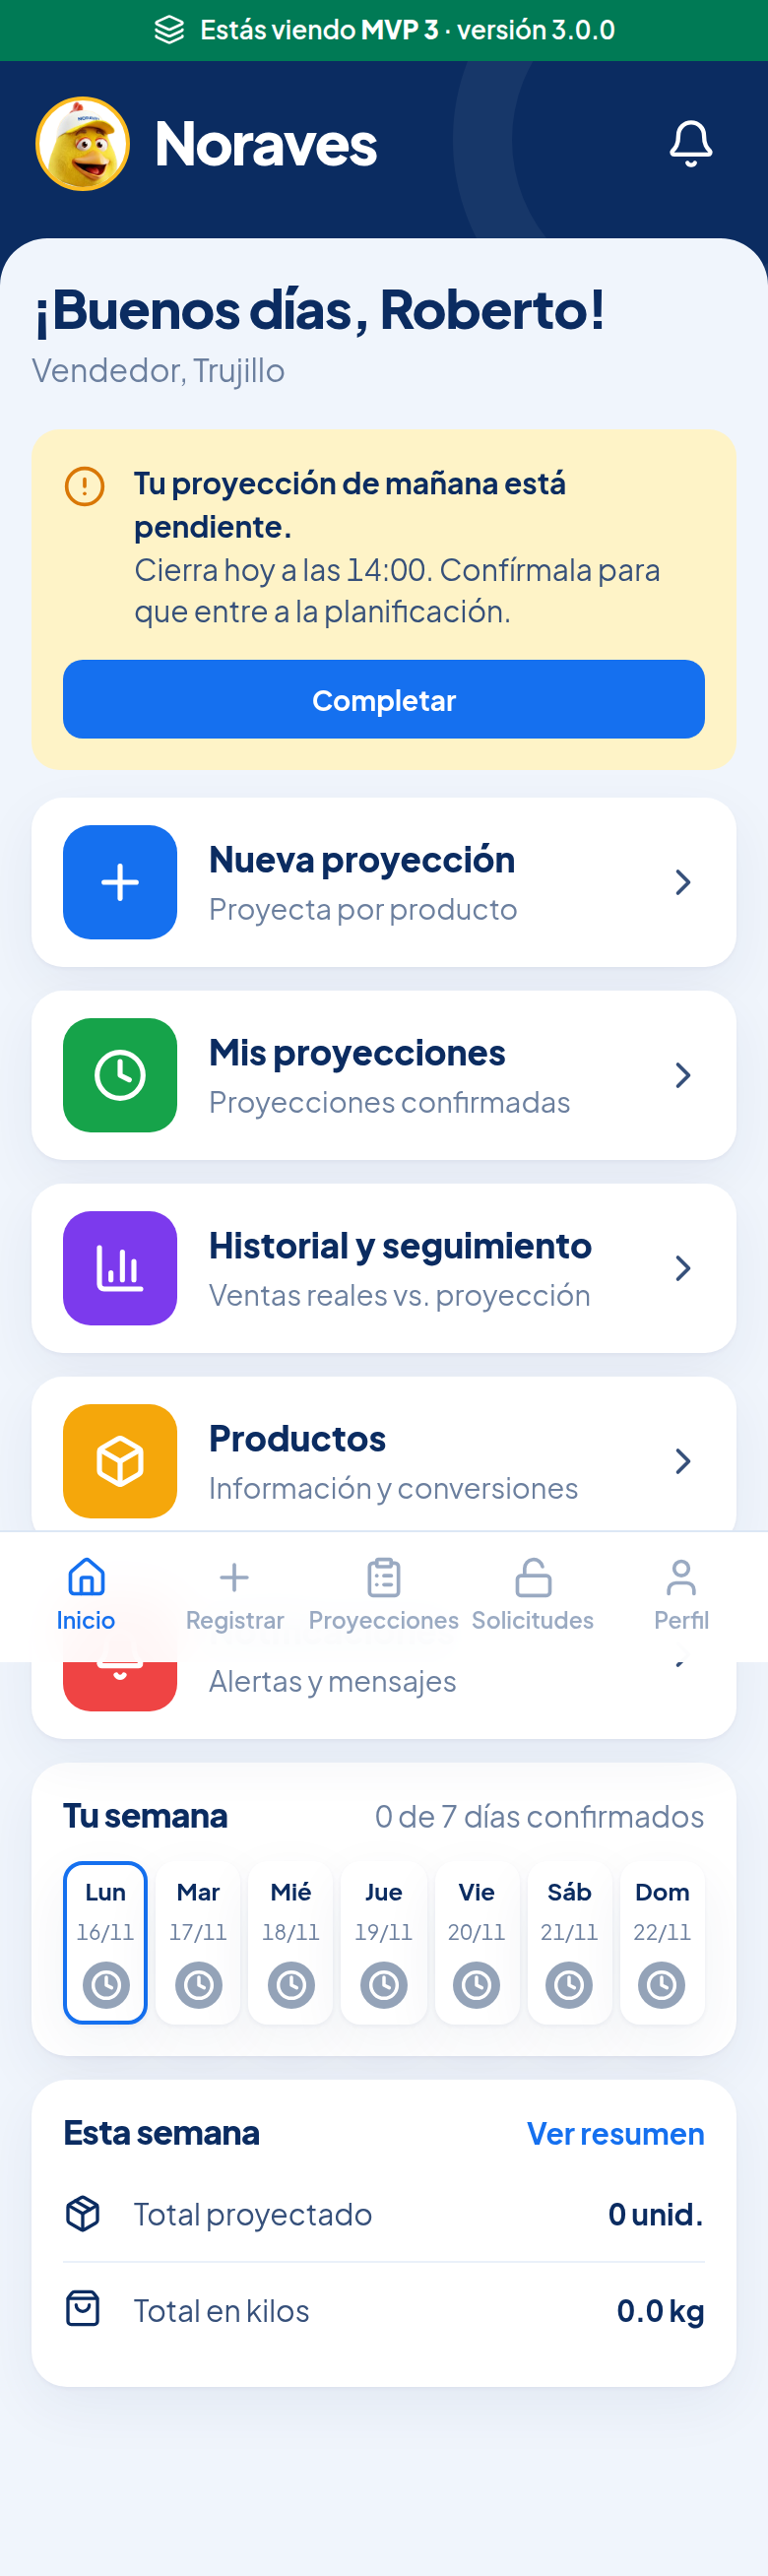 Estás viendo MVP 3 · versión 3.0.0
Noraves
¡Buenos días, Roberto!
Vendedor, Trujillo
Tu proyección de mañana está
pendiente.
Cierra hoy a las 14:00. Confírmala para
que entre a la planificación.
Completar
Nueva proyección
Proyecta por producto
Mis proyecciones
Proyecciones confirmadas
Historial y seguimiento
Ventas reales vs. proyección
Productos
Información y conversiones
Inicio Registrar Proyecciones Solicitudes Perfil
Alertas y mensajes
Tu semana 0 de 7 días confirmados
Lun Mar Mié Jue Vie Sáb Dom
16/11 17/11 18/11 19/11 20/11 21/11 22/11
Esta semana Ver resumen
Total proyectado 0 unid.
Total en kilos 0.0 kg